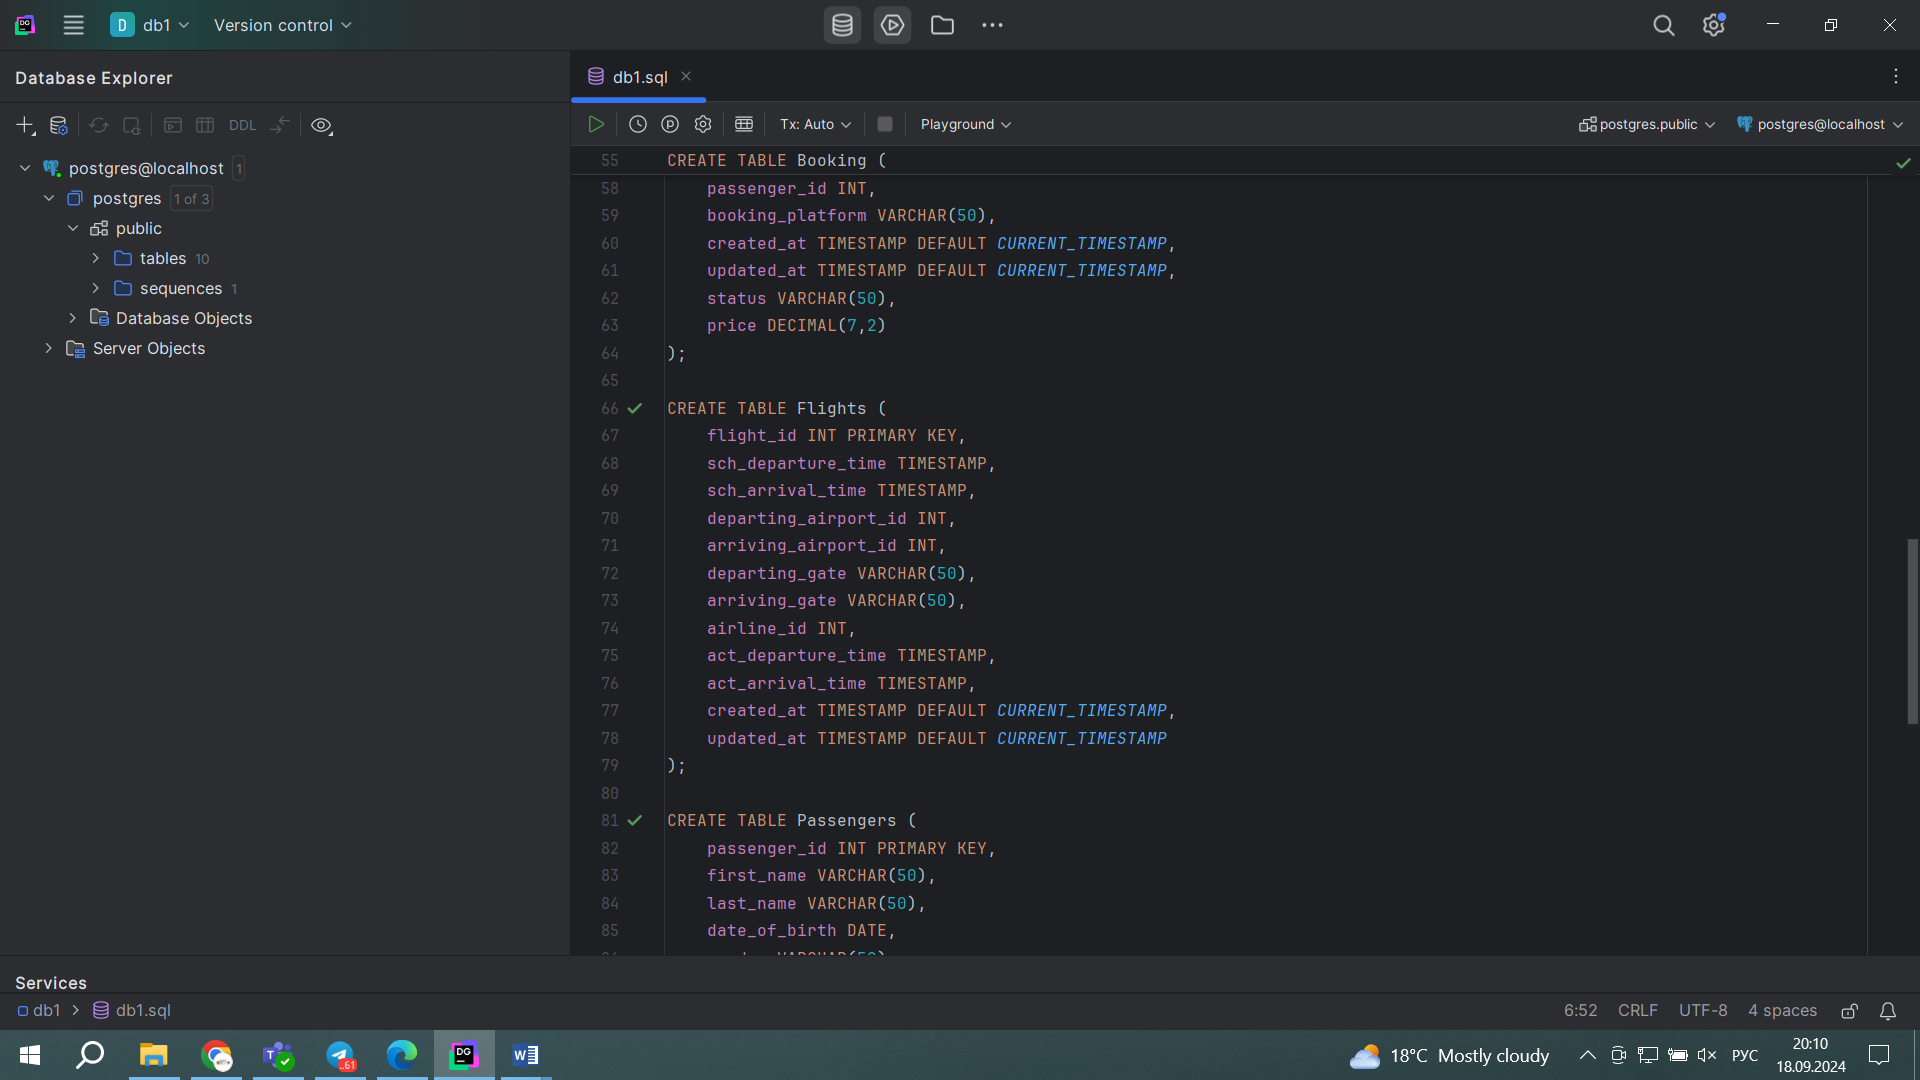 DG
D db1 Version control
Database Explorer
db1.sql
DDL
Tx: Auto Playground postgres.public postgres@localhost
postgres@localhost 1
postgres 1 of 3
public
tables 10
sequences 1
Database Objects
Server Objects
55 CREATE TABLE Booking (
58 passenger_id INT,
59 booking_platform VARCHAR(50),
60 created_at TIMESTAMP DEFAULT CURRENT_TIMESTAMP,
61 updated_at TIMESTAMP DEFAULT CURRENT_TIMESTAMP,
62 status VARCHAR(50),
63 price DECIMAL(7,2)
64 );
65
66 CREATE TABLE Flights (
67 flight_id INT PRIMARY KEY,
68 sch_departure_time TIMESTAMP,
69 sch_arrival_time TIMESTAMP,
70 departing_airport_id INT,
71 arriving_airport_id INT,
72 departing_gate VARCHAR(50),
73 arriving_gate VARCHAR(50),
74 airline_id INT,
75 act_departure_time TIMESTAMP,
76 act_arrival_time TIMESTAMP,
77 created_at TIMESTAMP DEFAULT CURRENT_TIMESTAMP,
78 updated_at TIMESTAMP DEFAULT CURRENT_TIMESTAMP
79 );
80
81 CREATE TABLE Passengers (
82 passenger_id INT PRIMARY KEY,
83 first_name VARCHAR(50),
84 last_name VARCHAR(50),
85 date_of_birth DATE,
Services
db1 > db1.sql
6:52 CRLF UTF-8 4 spaces
..61 DG
18°C Mostly cloudy
РУС
20:10
18.09.2024